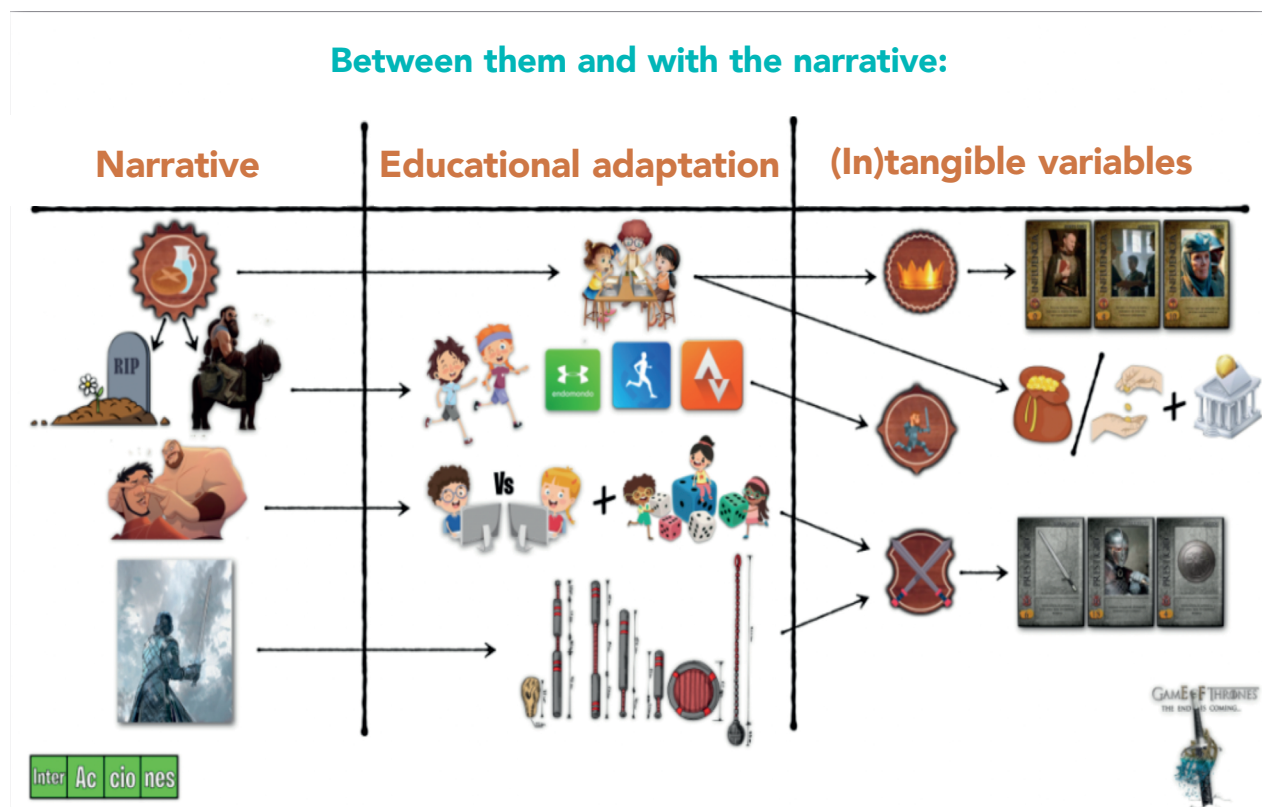 Between them and with the narrative:
Narrative
Educational adaptation
(In)tangible variables
RIP
endomondo
Vs
+
+
Inter Ac cio nes
GAME OF THRONES
THE END IS COMING...